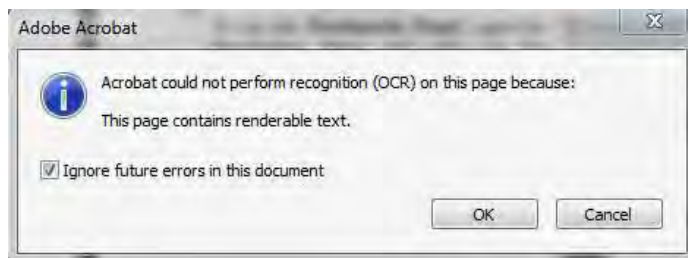 Adobe Acrobat
Acrobat could not perform recognition (OCR) on this page because:
This page contains renderable text.
Ignore future errors in this document
OK
Cancel